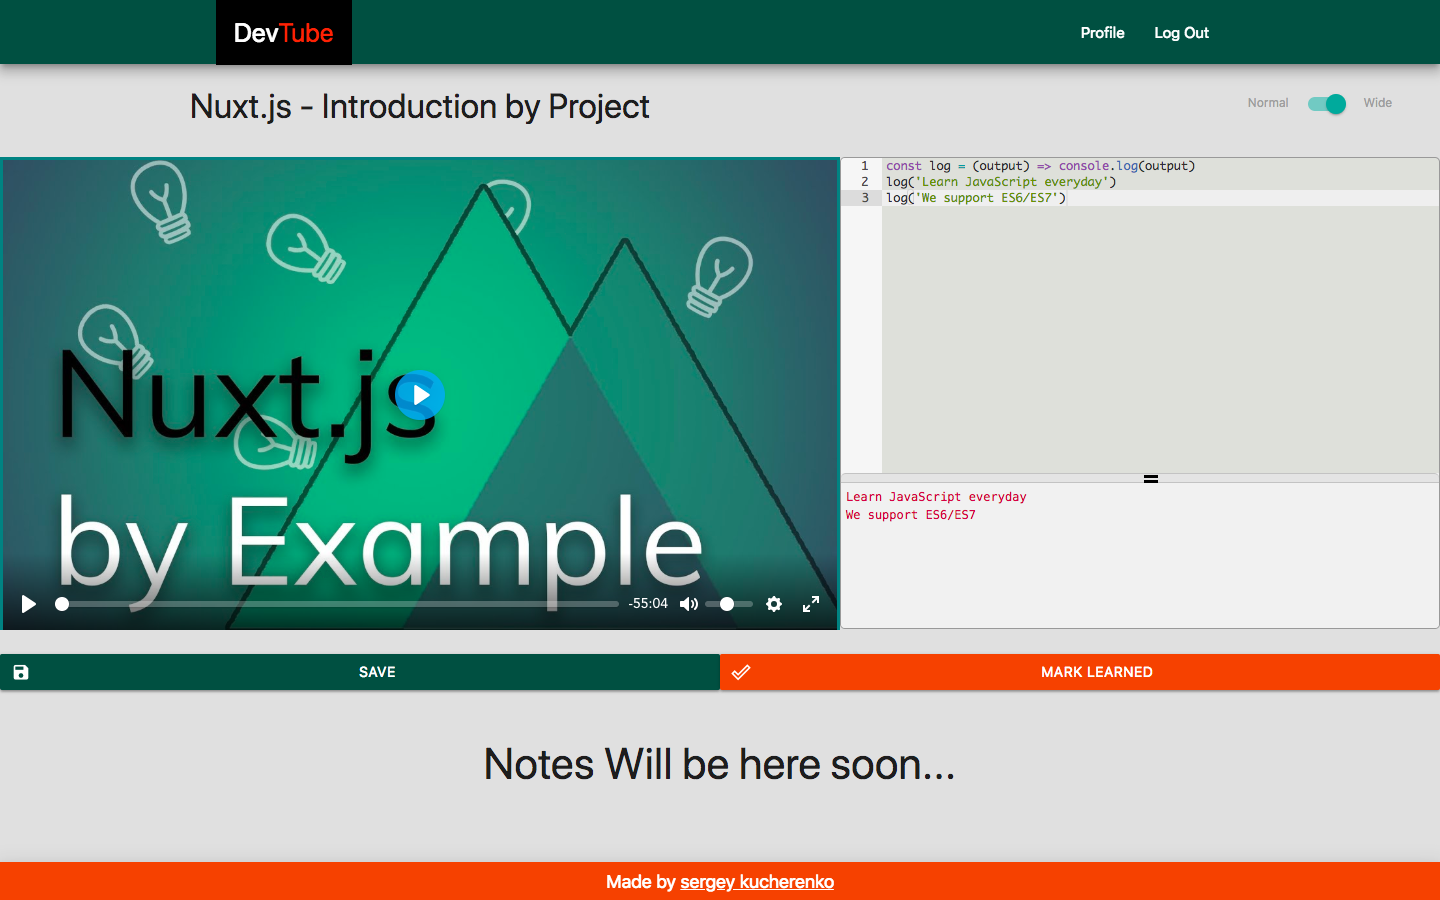 DevTube
Profile
Log Out
Nuxt.js - Introduction by Project
Normal
Wide
Nuxt.js
by Example
-55:04
1 const log = (output) => console.log(output)
2 log('Learn JavaScript everyday')
3 log('We support ES6/ES7')
Learn JavaScript everyday
We support ES6/ES7
SAVE
MARK LEARNED
Notes Will be here soon...
Made by sergey kucherenko